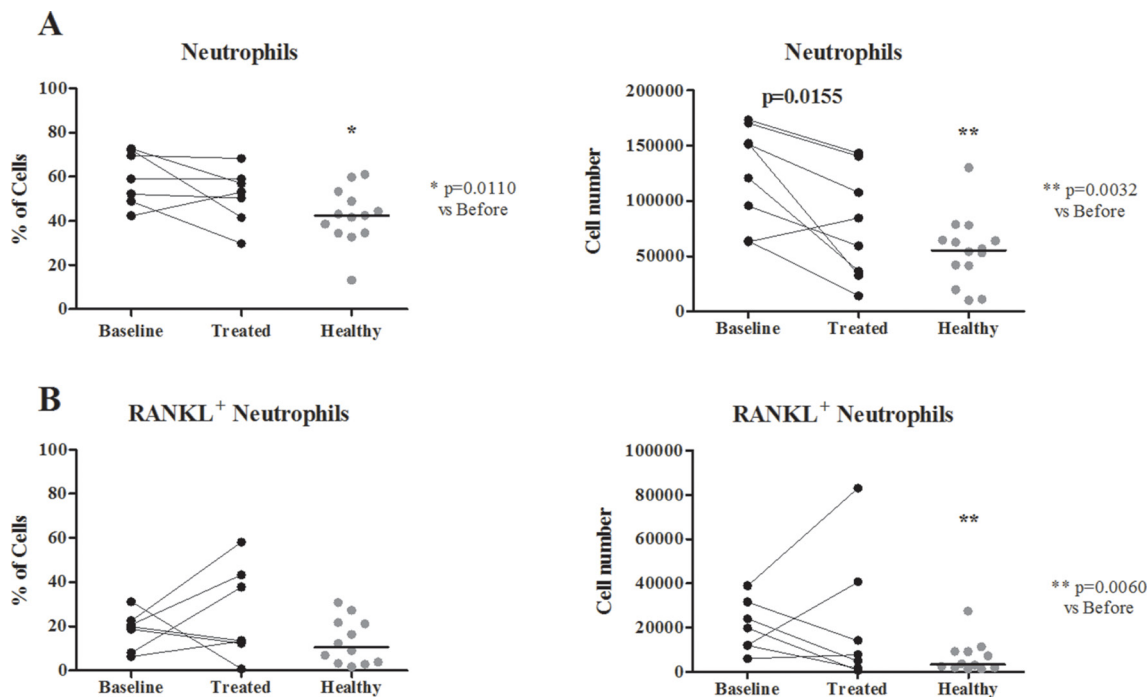 A
Neutrophils
% of Cells
100
80
60
40
20
0
Baseline Treated Healthy
*
* p=0.0110
vs Before
Neutrophils
Cell number
200000
150000
100000
50000
0
p=0.0155
Baseline Treated Healthy
**
** p=0.0032
vs Before
B
RANKL+ Neutrophils
% of Cells
100
80
60
40
20
0
Baseline Treated Healthy
RANKL+ Neutrophils
Cell number
100000
80000
60000
40000
20000
0
Baseline Treated Healthy
**
** p=0.0060
vs Before